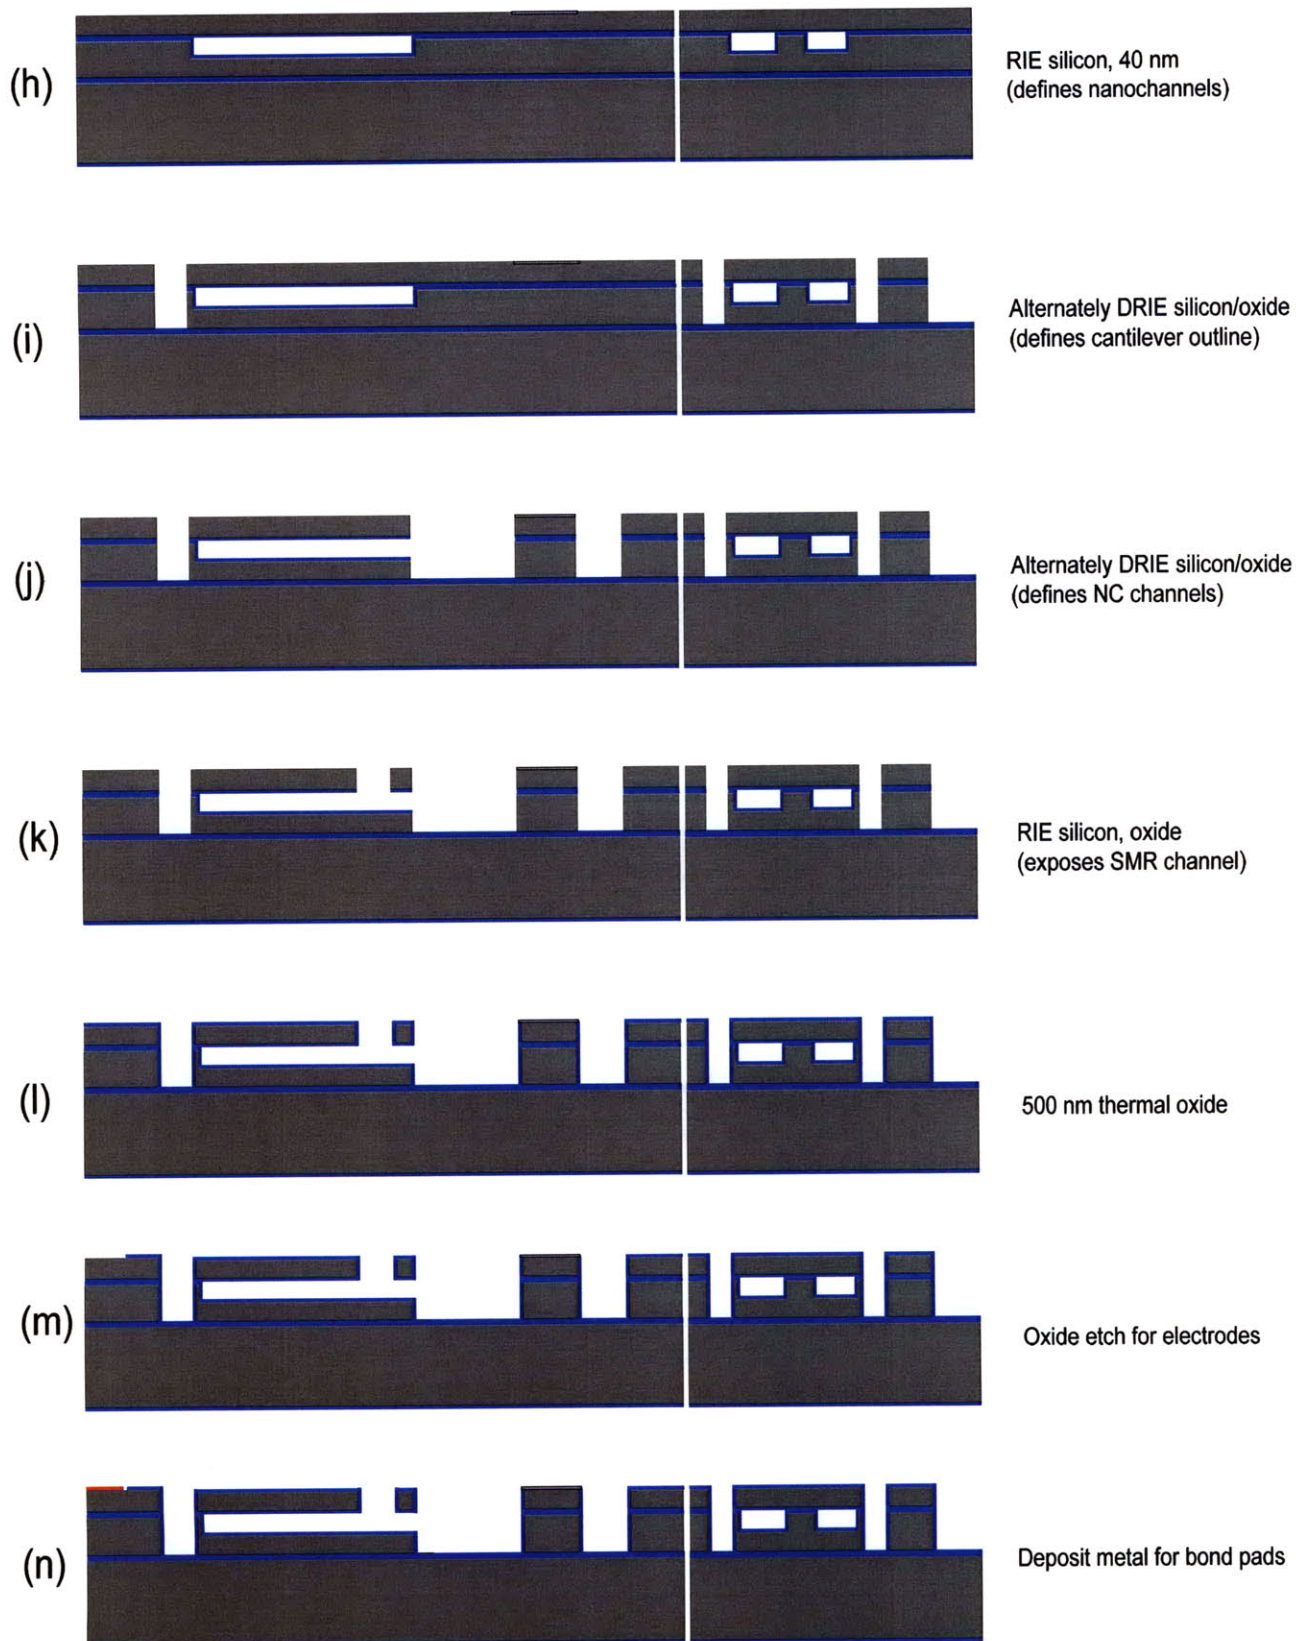 (h)
RIE silicon, 40 nm
(defines nanochannels)
(i)
Alternately DRIE silicon/oxide
(defines cantilever outline)
(j)
Alternately DRIE silicon/oxide
(defines NC channels)
(k)
RIE silicon, oxide
(exposes SMR channel)
(l)
500 nm thermal oxide
(m)
Oxide etch for electrodes
(n)
Deposit metal for bond pads